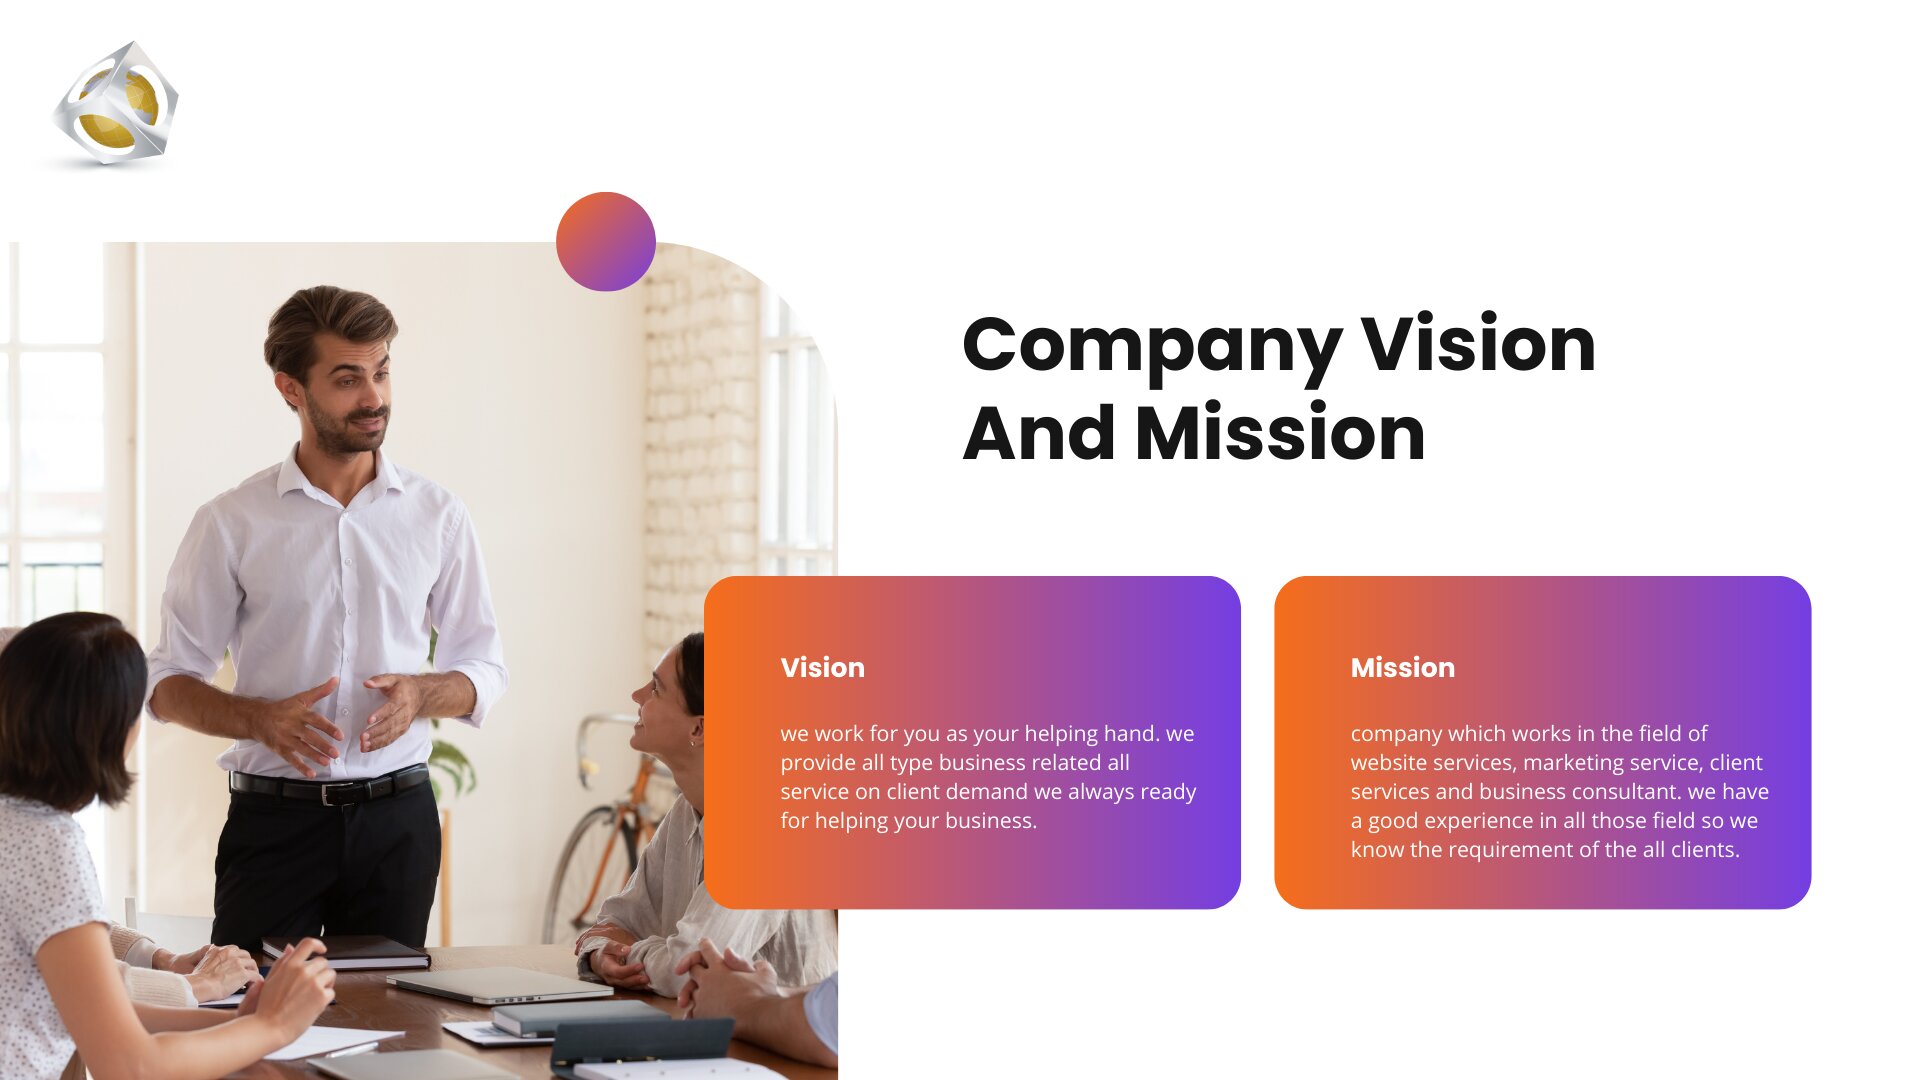 Company Vision
And Mission
Vision
we work for you as your helping hand. we
provide all type business related all
service on client demand we always ready
for helping your business.
Mission
company which works in the field of
website services, marketing service, client
services and business consultant. we have
a good experience in all those field so we
know the requirement of the all clients.